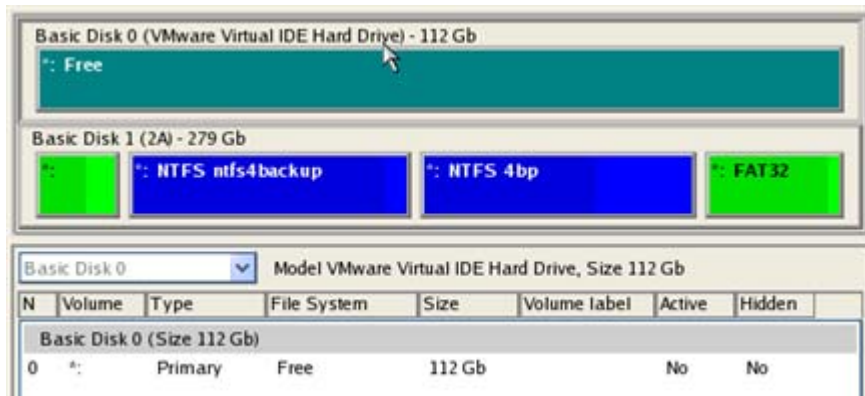 Basic Disk 0 (VMware Virtual IDE Hard Drive) - 112 Gb
*: Free
Basic Disk 1 (2A) - 279 Gb
*: *: NTFS ntfs4backup *: NTFS 4bp *: FAT32
Basic Disk 0 Model VMware Virtual IDE Hard Drive, Size 112 Gb
N Volume Type File System Size Volume label Active Hidden
Basic Disk 0 (Size 112 Gb)
0 *: Primary Free 112 Gb No No